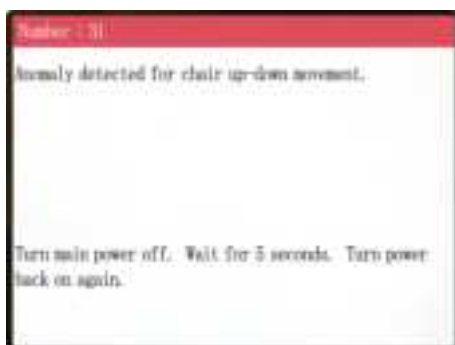 Number : 31
Anomaly detected for chair up-down movement.
Turn main power off. Wait for 5 seconds. Turn power
back on again.